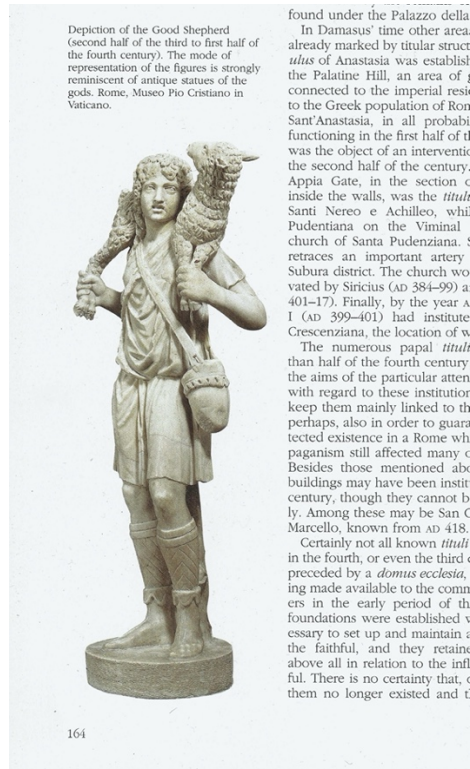 Depiction of the Good Shepherd
(second half of the third to first half of
the fourth century). The mode of
representation of the figures is strongly
reminiscent of antique statues of the
gods. Rome, Museo Pio Cristiano in
Vaticano.
found under the Palazzo della
In Damasus' time other area
already marked by titular struct
ulus of Anastasia was establish
the Palatine Hill, an area of g
connected to the imperial resid
to the Greek population of Rom
Sant'Anastasia, in all probabi
functioning in the first half of th
was the object of an interventio
the second half of the century.
Appia Gate, in the section o
inside the walls, was the tituli
Santi Nereo e Achilleo, whil
Pudentiana on the Viminal
church of Santa Pudenziana. S
retraces an important artery
Subura district. The church wo
vated by Siricius (AD 384–99) a
401–17). Finally, by the year A
I (AD 399–401) had institute
Crescenziana, the location of w
The numerous papal tituli
than half of the fourth century
the aims of the particular atten
with regard to these institution
keep them mainly linked to th
perhaps, also in order to guara
tected existence in a Rome wh
paganism still affected many o
Besides those mentioned abo
buildings may have been instit
century, though they cannot b
ly. Among these may be San C
Marcello, known from AD 418.
Certainly not all known tituli
in the fourth, or even the third c
preceded by a domus ecclesia,
ing made available to the comm
ers in the early period of th
foundations were established w
essary to set up and maintain a
the faithful, and they retaine
above all in relation to the infl
ful. There is no certainty that, o
them no longer existed and th
164